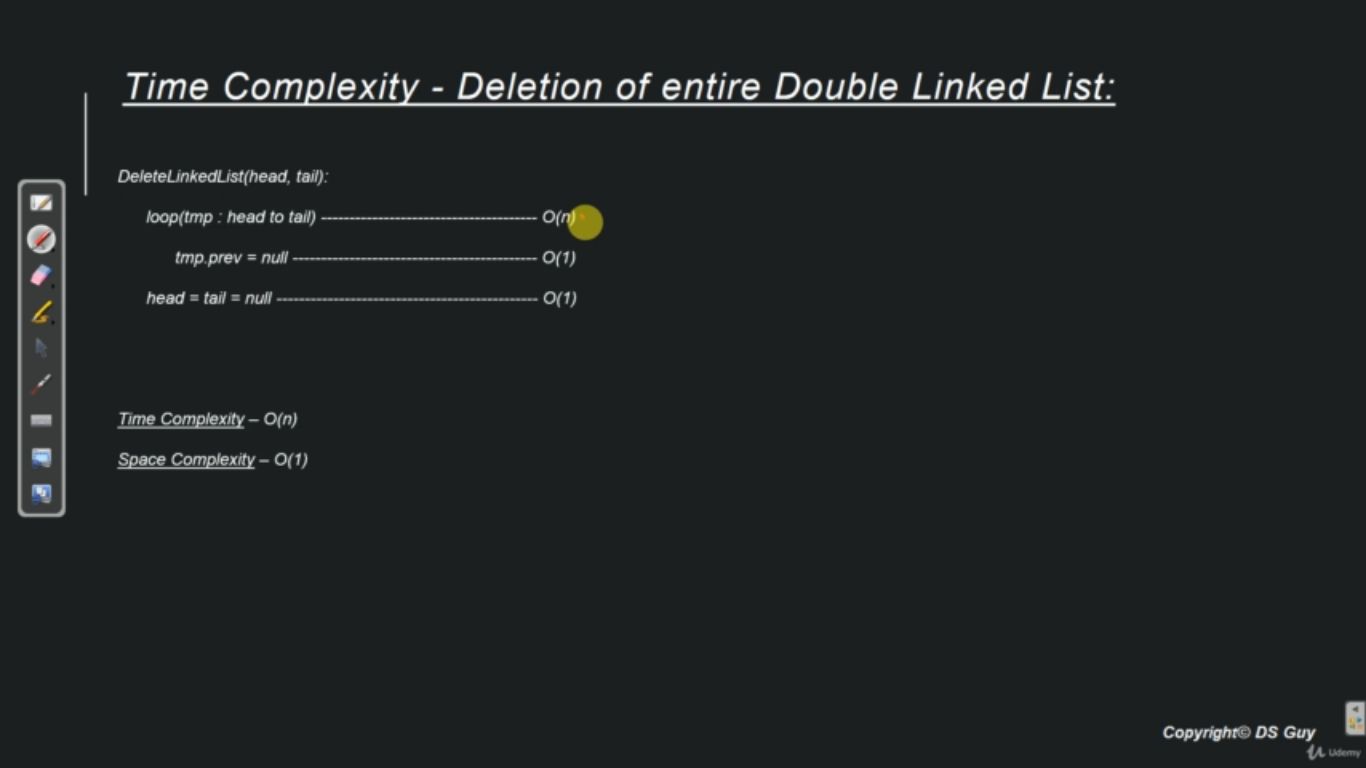 Time Complexity - Deletion of entire Double Linked List:
DeleteLinkedList(head, tail):
loop(tmp : head to tail) -------------------------------------- O(n)
tmp.prev = null ------------------------------------------- O(1)
head = tail = null ---------------------------------------------- O(1)
Time Complexity – O(n)
Space Complexity – O(1)
Copyright© DS Guy
Udemy